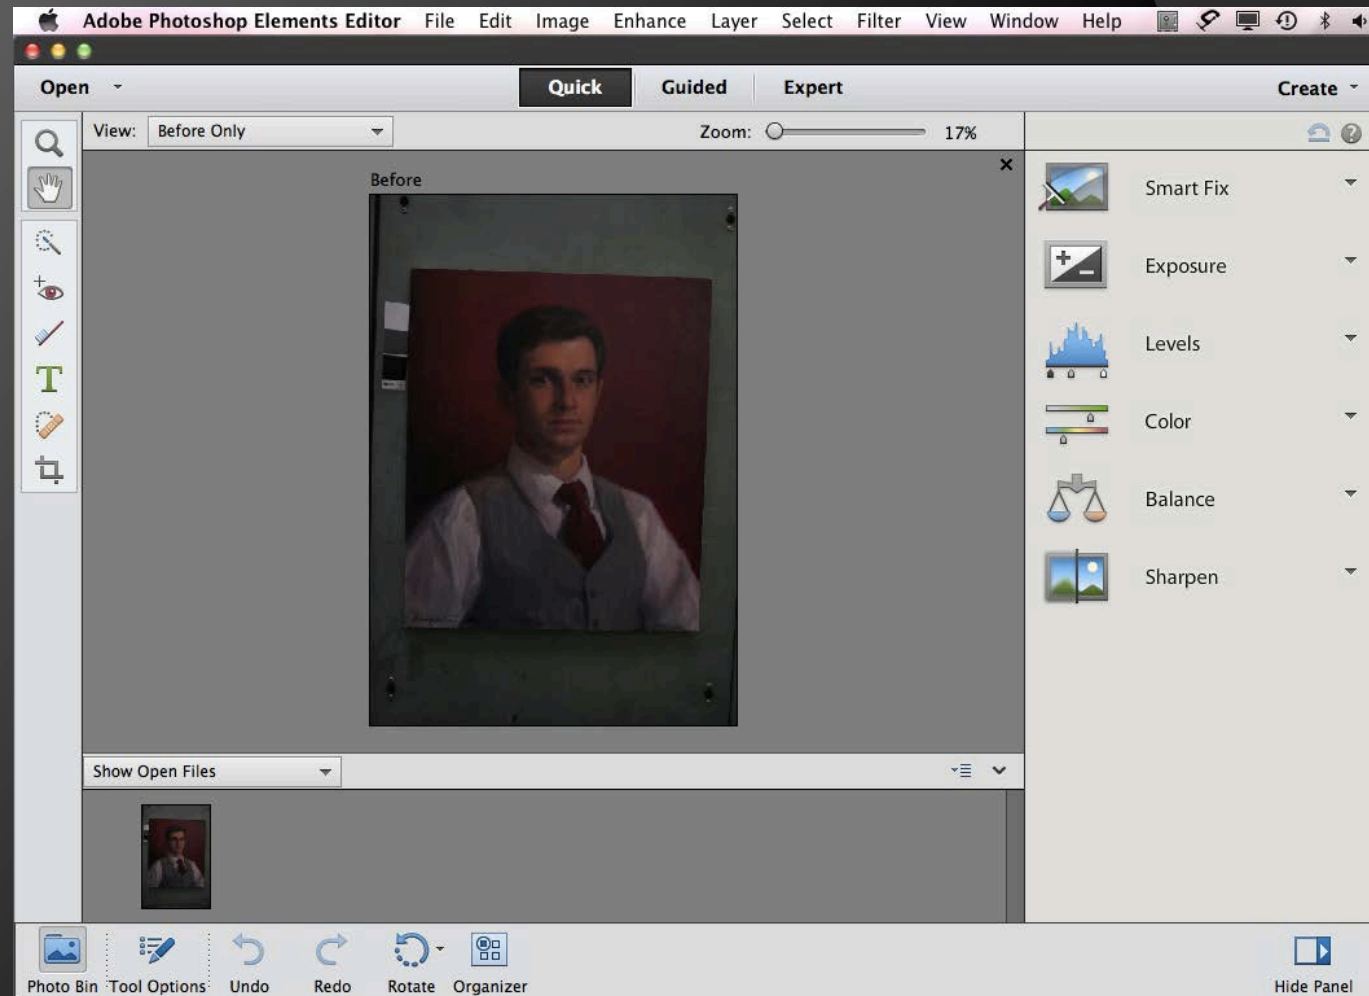 Adobe Photoshop Elements Editor File Edit Image Enhance Layer Select Filter View Window Help
Open Quick Guided Expert Create
View: Before Only Zoom: 17%
Before
Smart Fix
Exposure
Levels
Color
Balance
Sharpen
T
Show Open Files
Photo Bin Tool Options Undo Redo Rotate Organizer Hide Panel